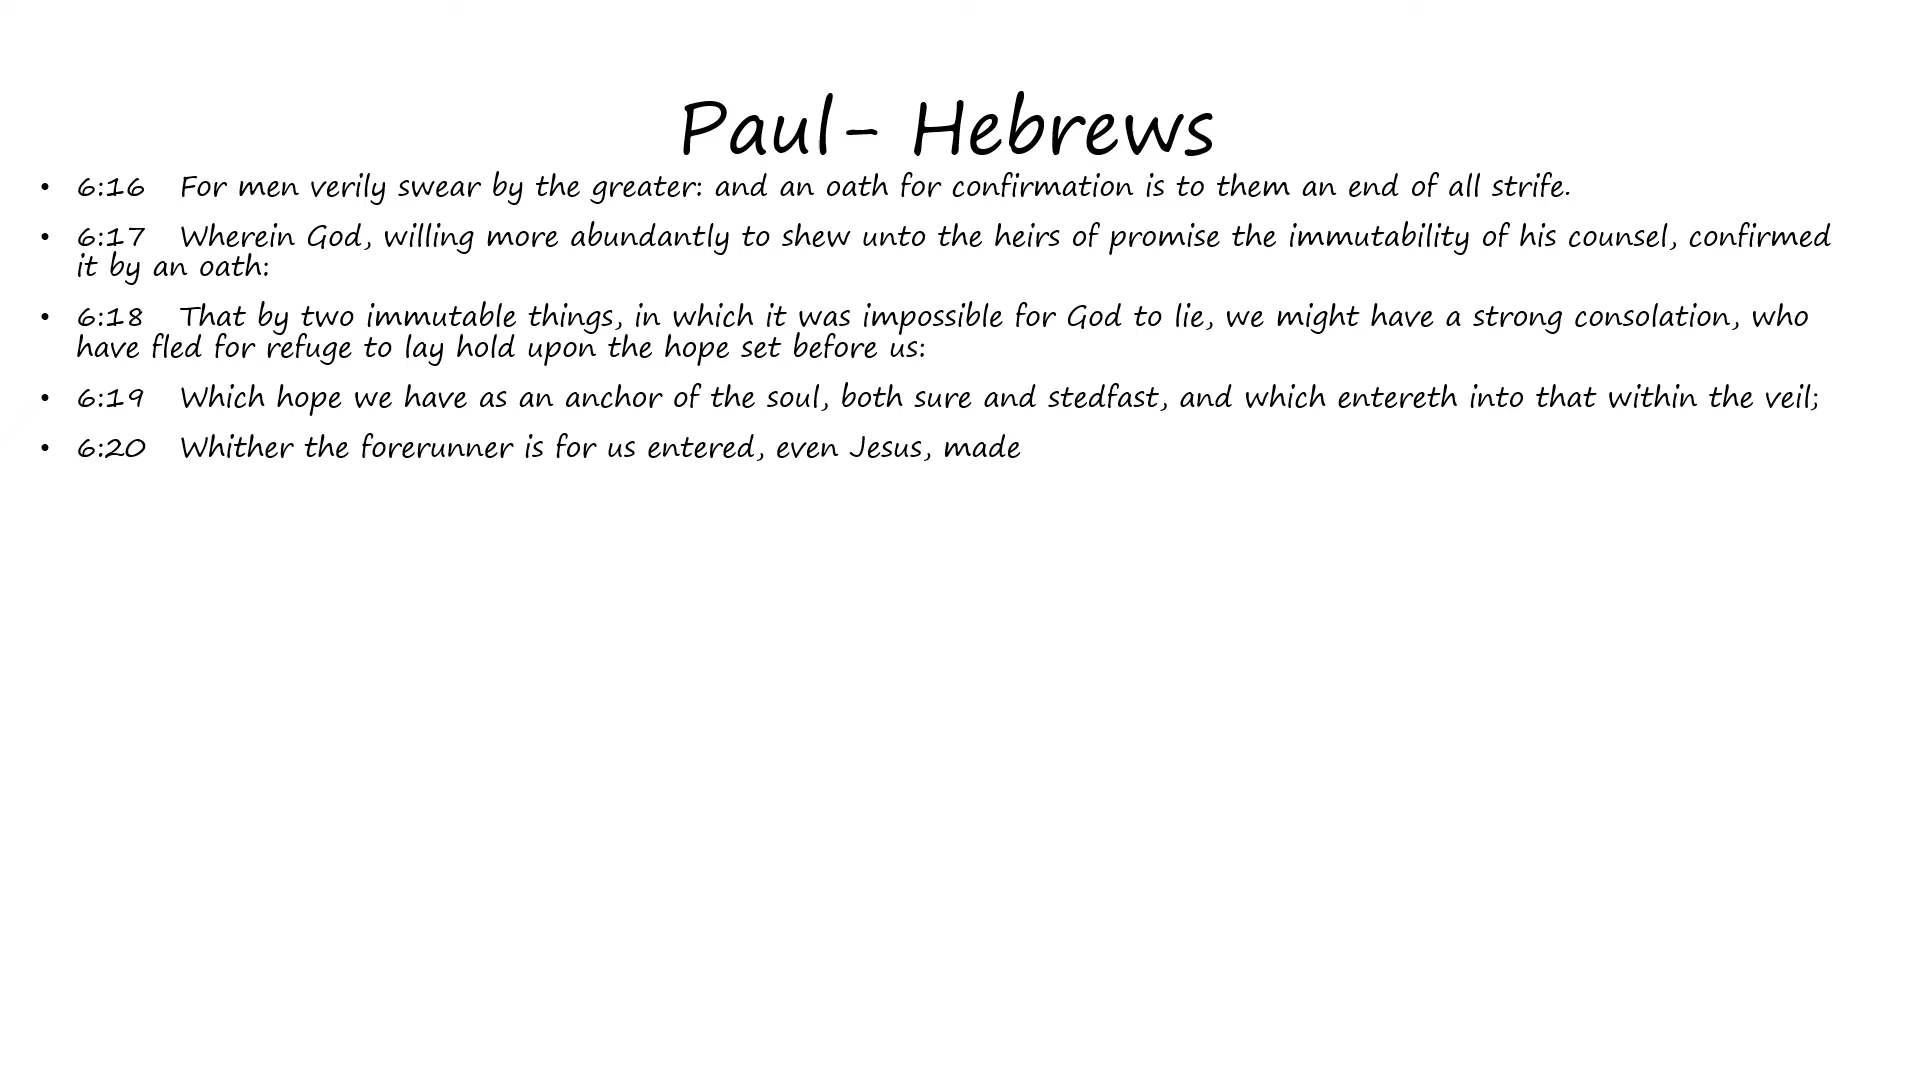 Paul- Hebrews
• 6:16 For men verily swear by the greater: and an oath for confirmation is to them an end of all strife.
• 6:17 Wherein God, willing more abundantly to shew unto the heirs of promise the immutability of his counsel, confirmed
it by an oath:
• 6:18 That by two immutable things, in which it was impossible for God to lie, we might have a strong consolation, who
have fled for refuge to lay hold upon the hope set before us:
• 6:19 Which hope we have as an anchor of the soul, both sure and stedfast, and which entereth into that within the veil;
• 6:20 Whither the forerunner is for us entered, even Jesus, made